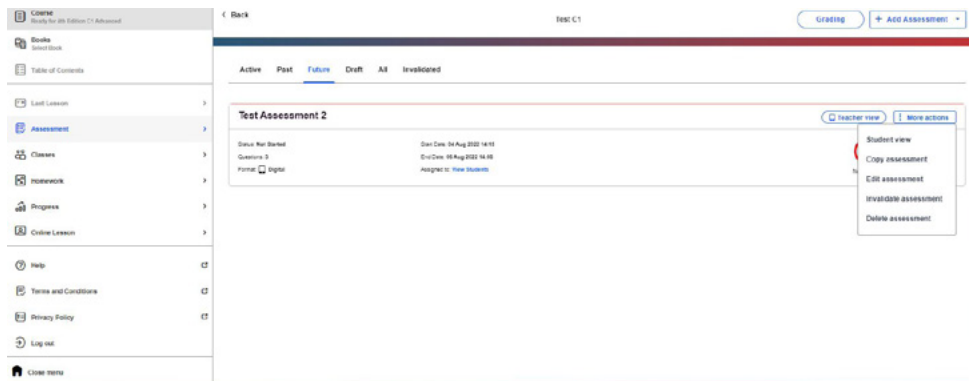 Course
Ready for 4th Edition C1 Advanced
Books
Select Book
Table of Contents
Last Lesson
Assessment
Classes
Homework
Progress
Online Lesson
Help
Terms and Conditions
Privacy Policy
Log out
Close menu
Back
Test C1
Grading
+ Add Assessment
Active Past Future Draft All Invalidated
Test Assessment 2
Teacher view
More actions
Status: Not Started
Start Date: 04 Aug 2022 14:15
Questions: 3
End Date: 05 Aug 2022 14:15
Format: Digital
Assigned to: View Students
Student view
Copy assessment
Edit assessment
Invalidate assessment
Delete assessment